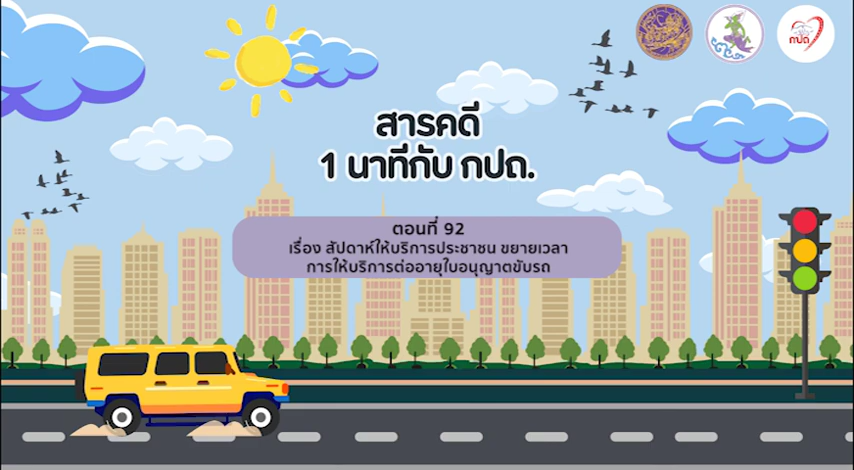 กปถ
สารคดี
1 นาทีกับ กปถ.
ตอนที่ 92
เรื่อง สัปดาห์ให้บริการประชาชน ขยายเวลา
การให้บริการต่ออายุใบอนุญาตขับรถ